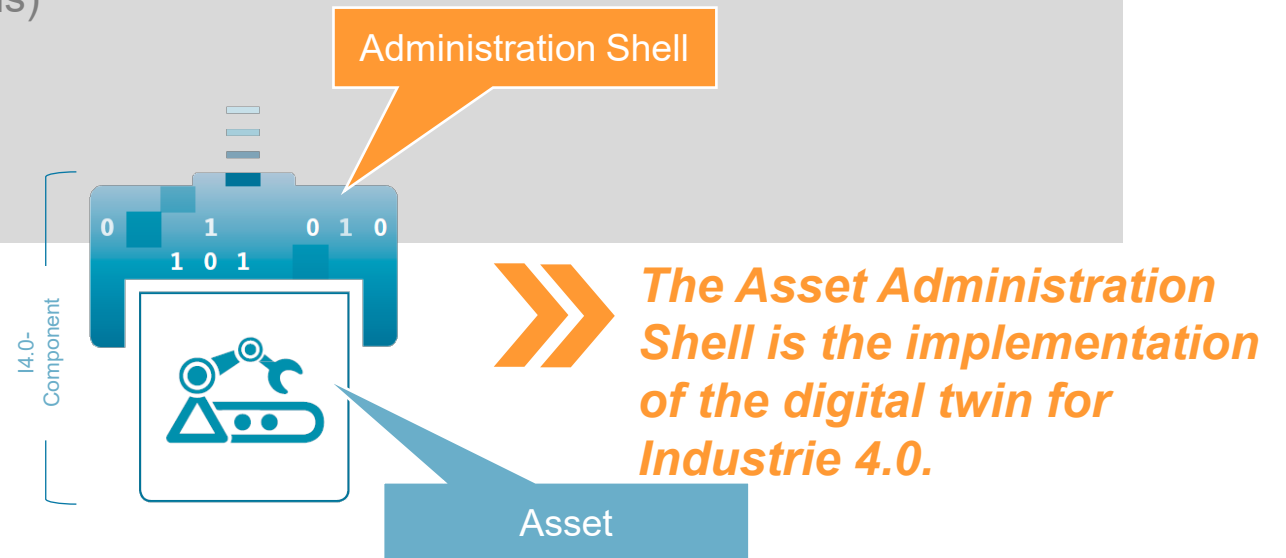 Administration Shell
0 1 0 1 0
1 0 1
I4.0-
Component
The Asset Administration
Shell is the implementation
of the digital twin for
Industrie 4.0.
Asset